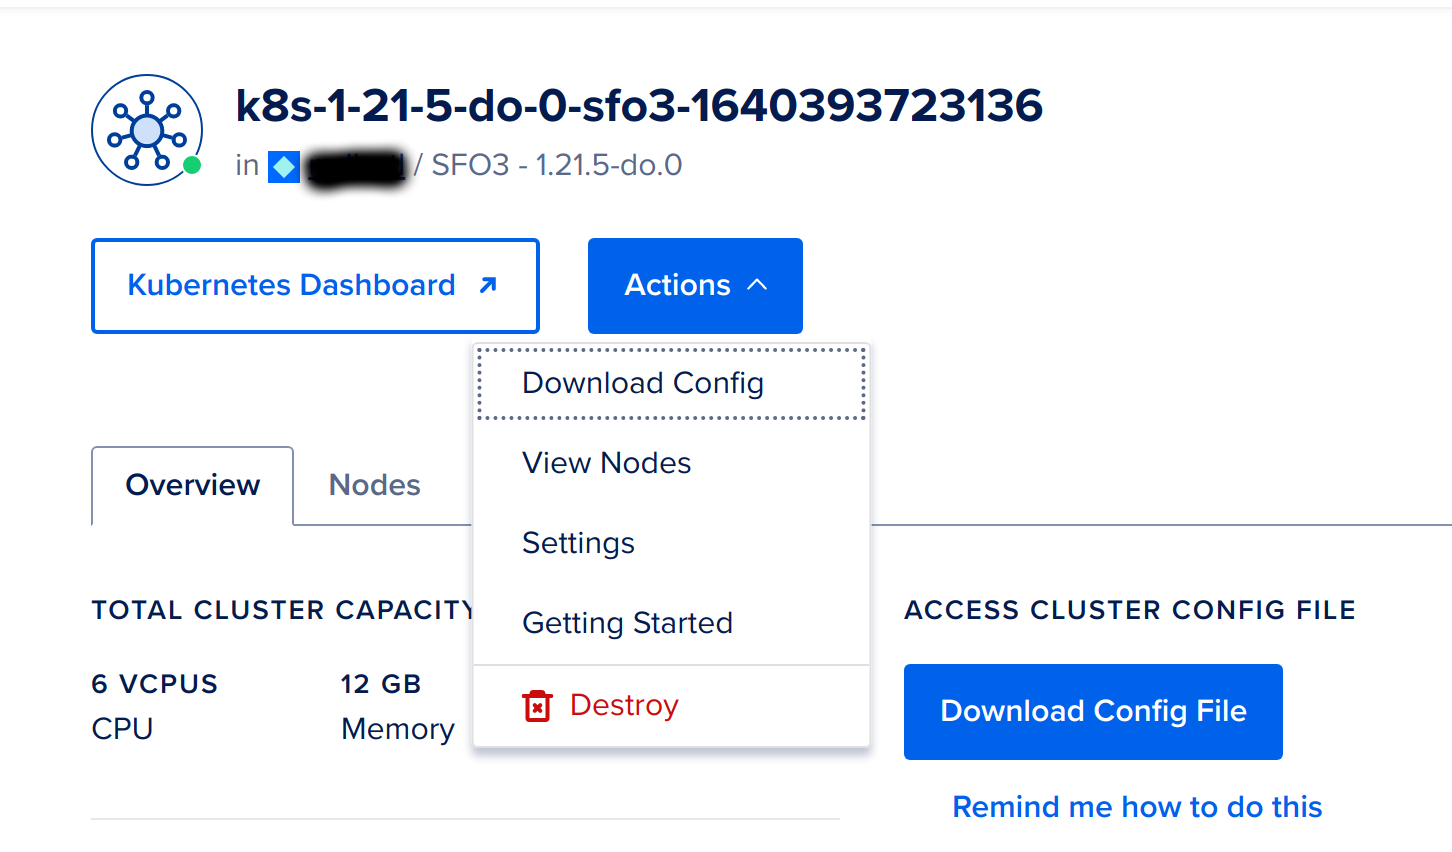 k8s-1-21-5-do-0-sfo3-1640393723136
in / SFO3 - 1.21.5-do.0
Kubernetes Dashboard
Actions
Download Config
View Nodes
Settings
Getting Started
Destroy
Overview
Nodes
TOTAL CLUSTER CAPACITY
6 VCPUS
CPU
12 GB
Memory
ACCESS CLUSTER CONFIG FILE
Download Config File
Remind me how to do this